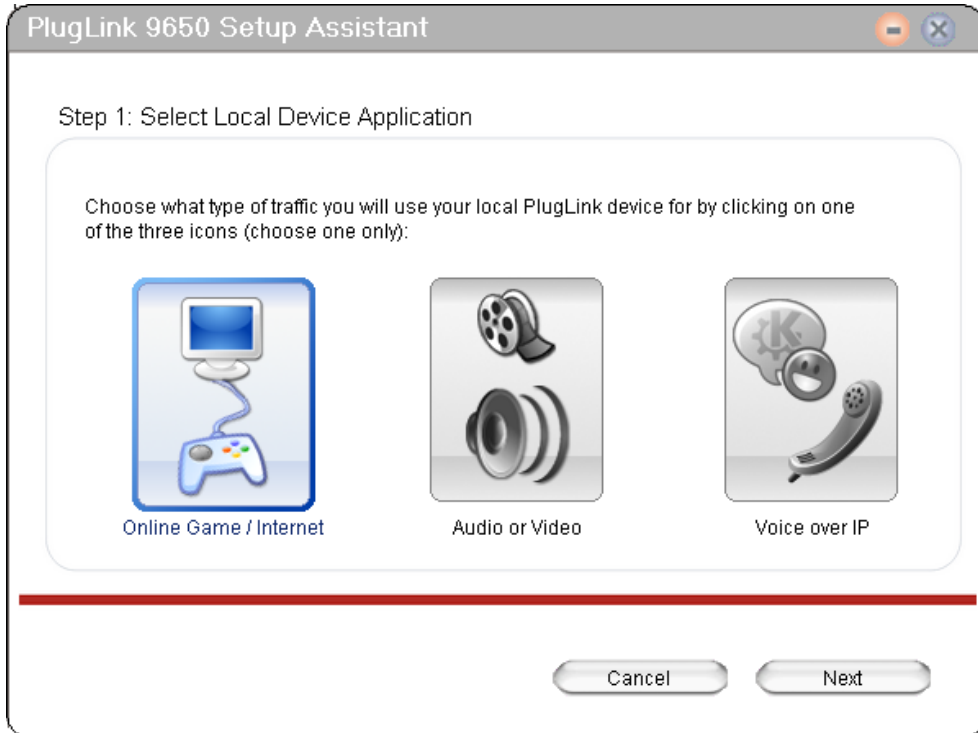 PlugLink 9650 Setup Assistant
Step 1: Select Local Device Application
Choose what type of traffic you will use your local PlugLink device for by clicking on one
of the three icons (choose one only):
K
Online Game / Internet
Audio or Video
Voice over IP
Cancel
Next